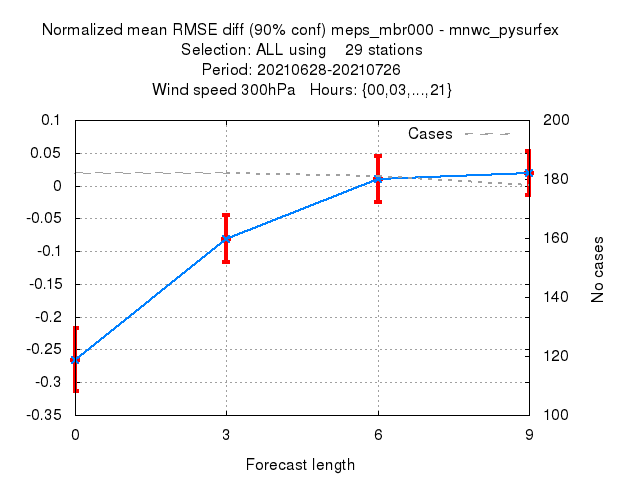 Normalized mean RMSE diff (90% conf) meps_mbr000 - mnwc_pysurfex
Selection: ALL using 29 stations
Period: 20210628-20210726
Wind speed 300hPa Hours: {00,03,...,21}
0.1
0.05
0
-0.05
-0.1
-0.15
-0.2
-0.25
-0.3
-0.35
Cases
200
180
160
140
120
100
No cases
0 3 6 9
Forecast length